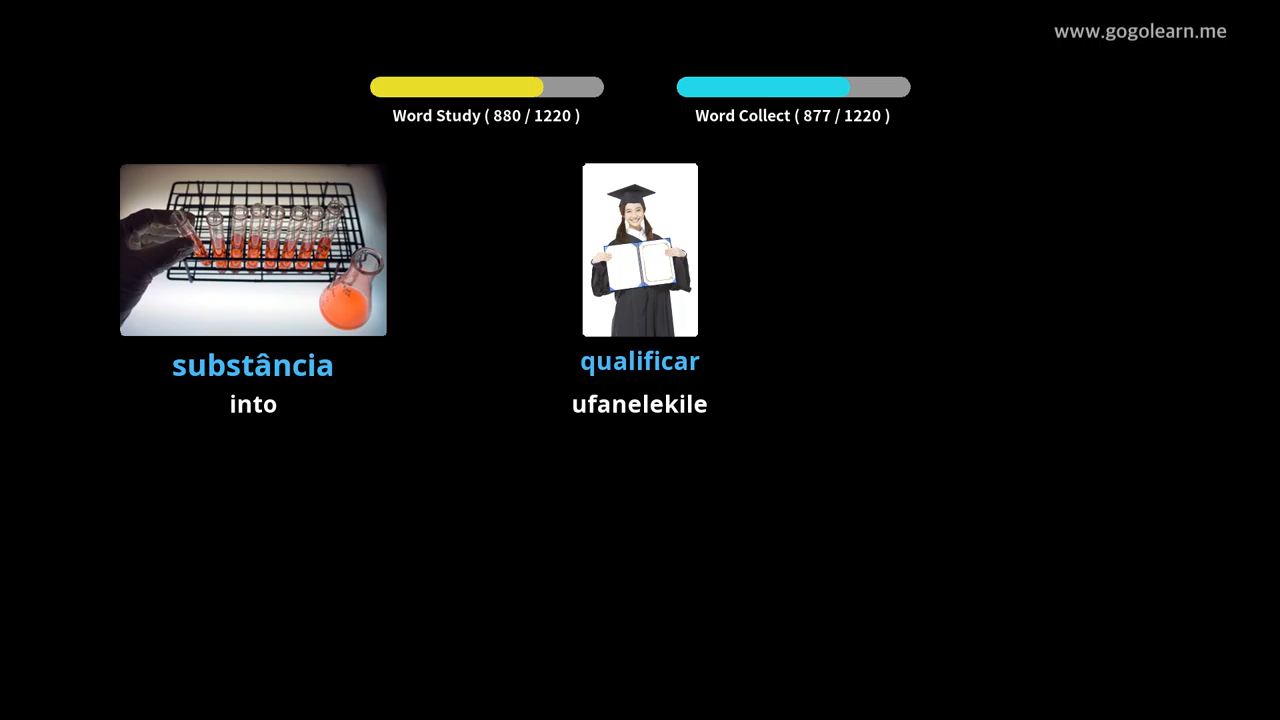 www.gogolearn.me
Word Study ( 880 / 1220 )
Word Collect ( 877 / 1220 )
substância
into
qualificar
ufanelekile